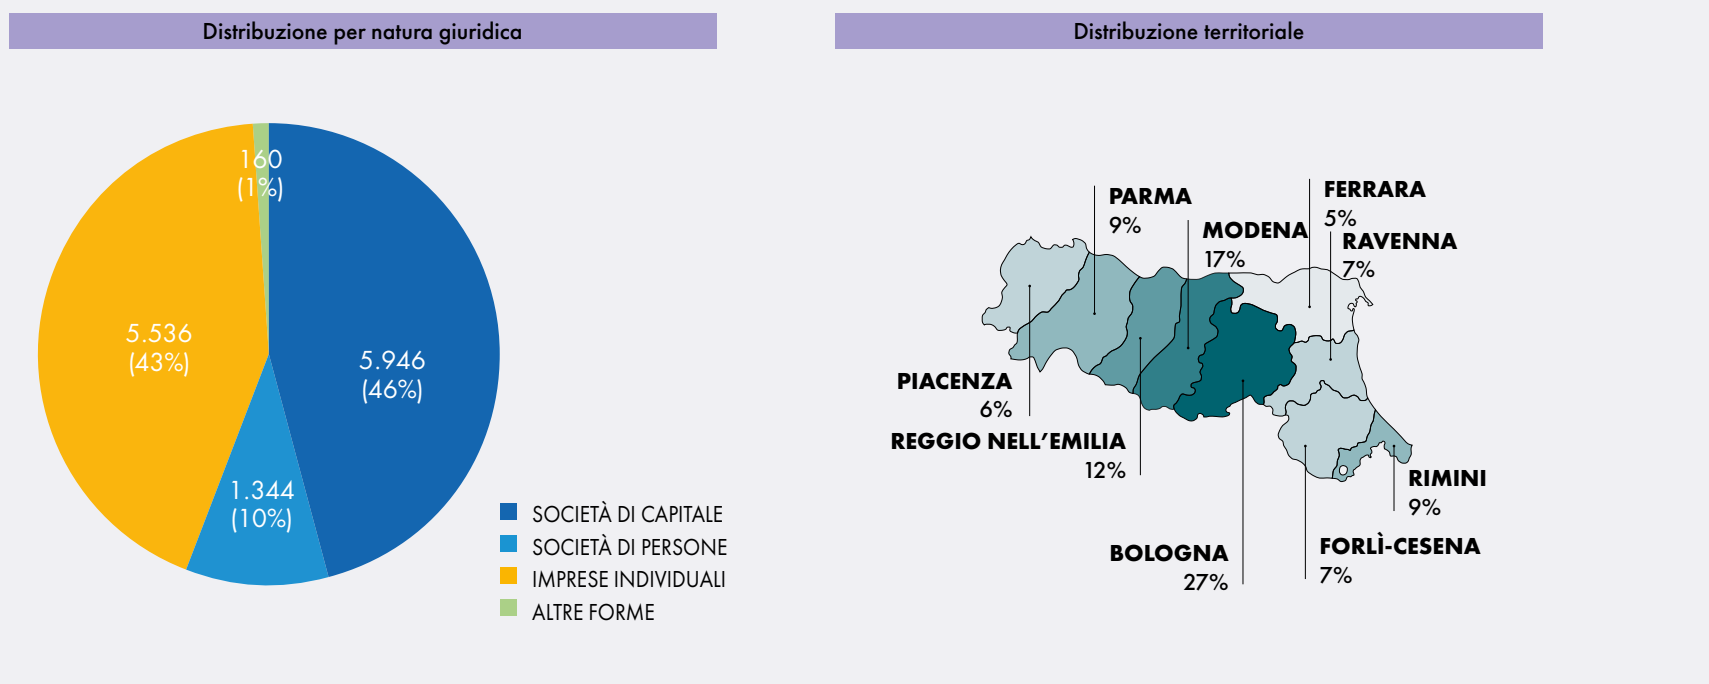 Distribuzione per natura giuridica
160
(1%)
5.536
(43%)
5.946
(46%)
1.344
(10%)
SOCIETÀ DI CAPITALE
SOCIETÀ DI PERSONE
IMPRESE INDIVIDUALI
ALTRE FORME
Distribuzione territoriale
PARMA
9%
MODENA
17%
FERRARA
5%
RAVENNA
7%
PIACENZA
6%
REGGIO NELL’EMILIA
12%
BOLOGNA
27%
RIMINI
9%
FORLÌ-CESENA
7%